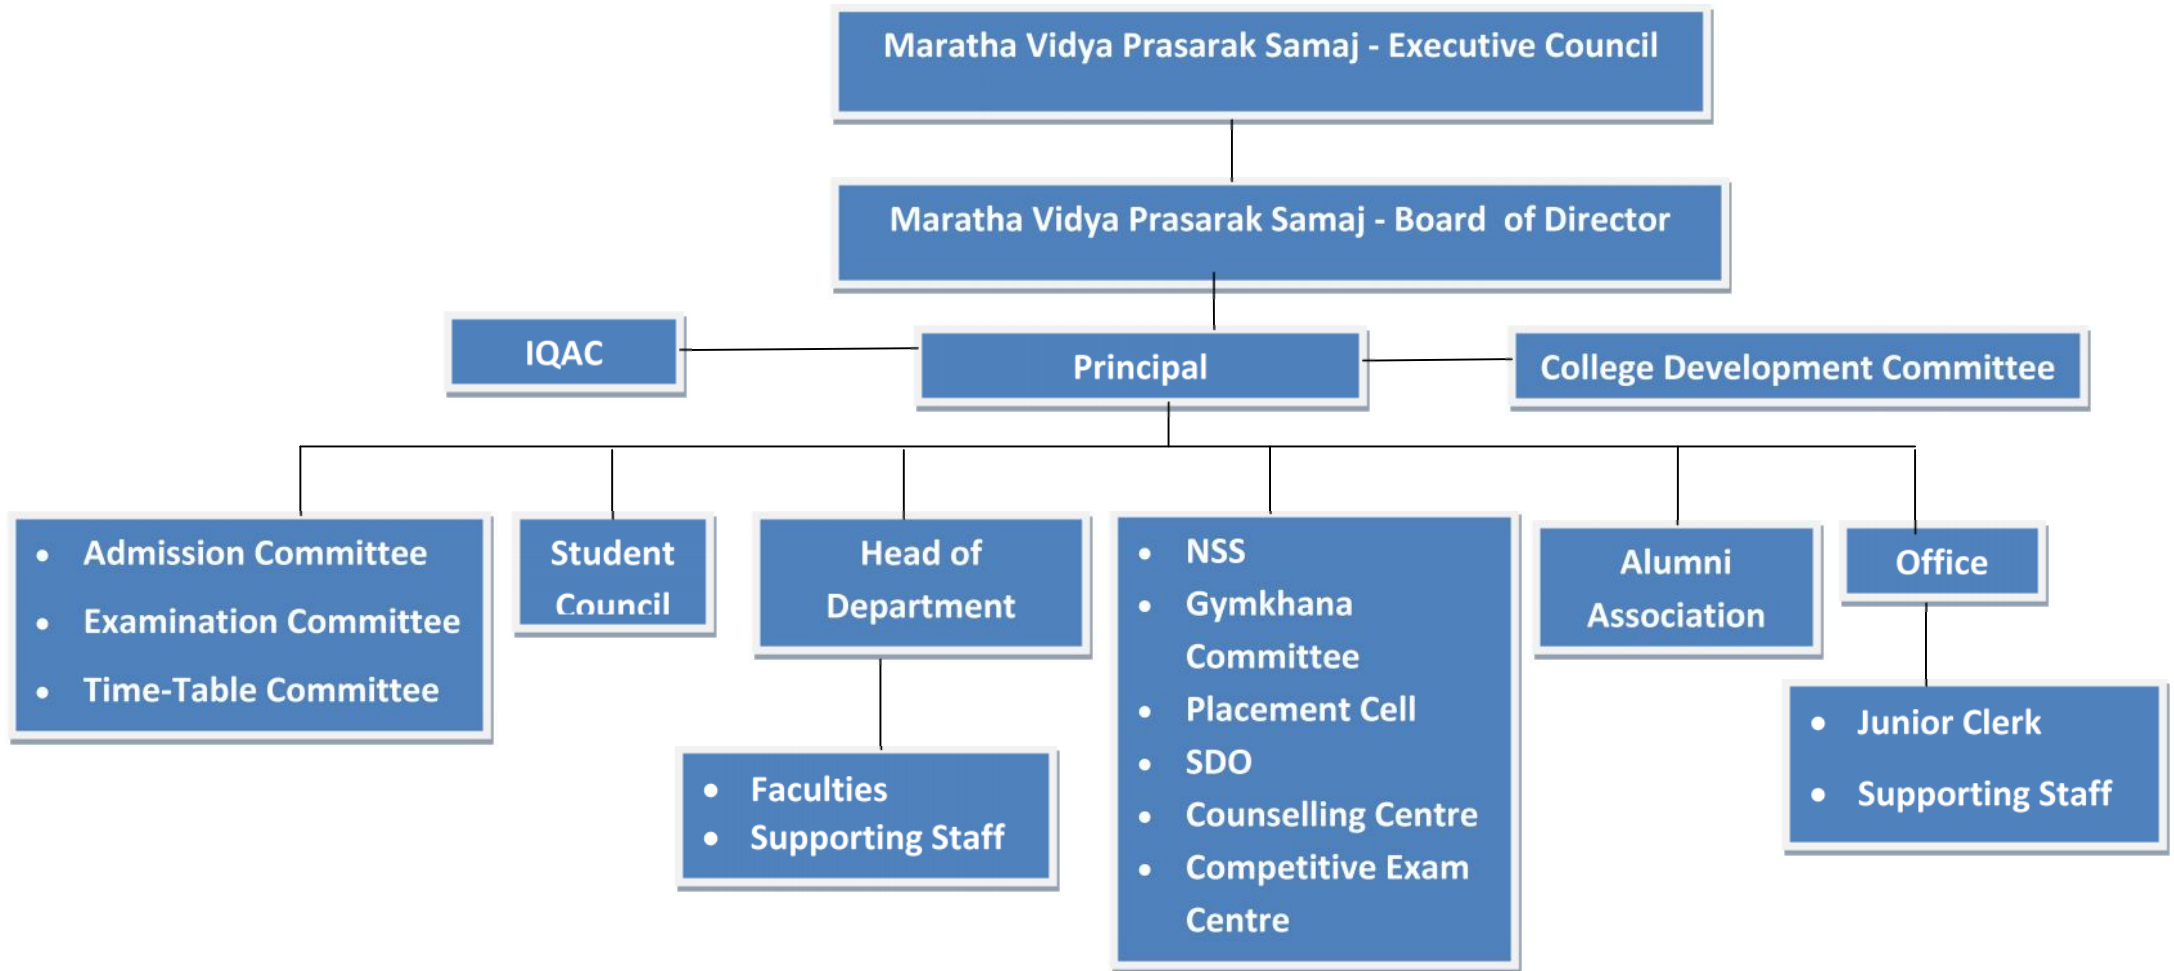 Maratha Vidya Prasarak Samaj - Executive Council
Maratha Vidya Prasarak Samaj - Board of Director
IQAC
Principal
College Development Committee
• Admission Committee
• Examination Committee
• Time-Table Committee
Student
Council
Head of
Department
• Faculties
• Supporting Staff
• NSS
• Gymkhana
Committee
• Placement Cell
• SDO
• Counselling Centre
• Competitive Exam
Centre
Alumni
Association
Office
• Junior Clerk
• Supporting Staff